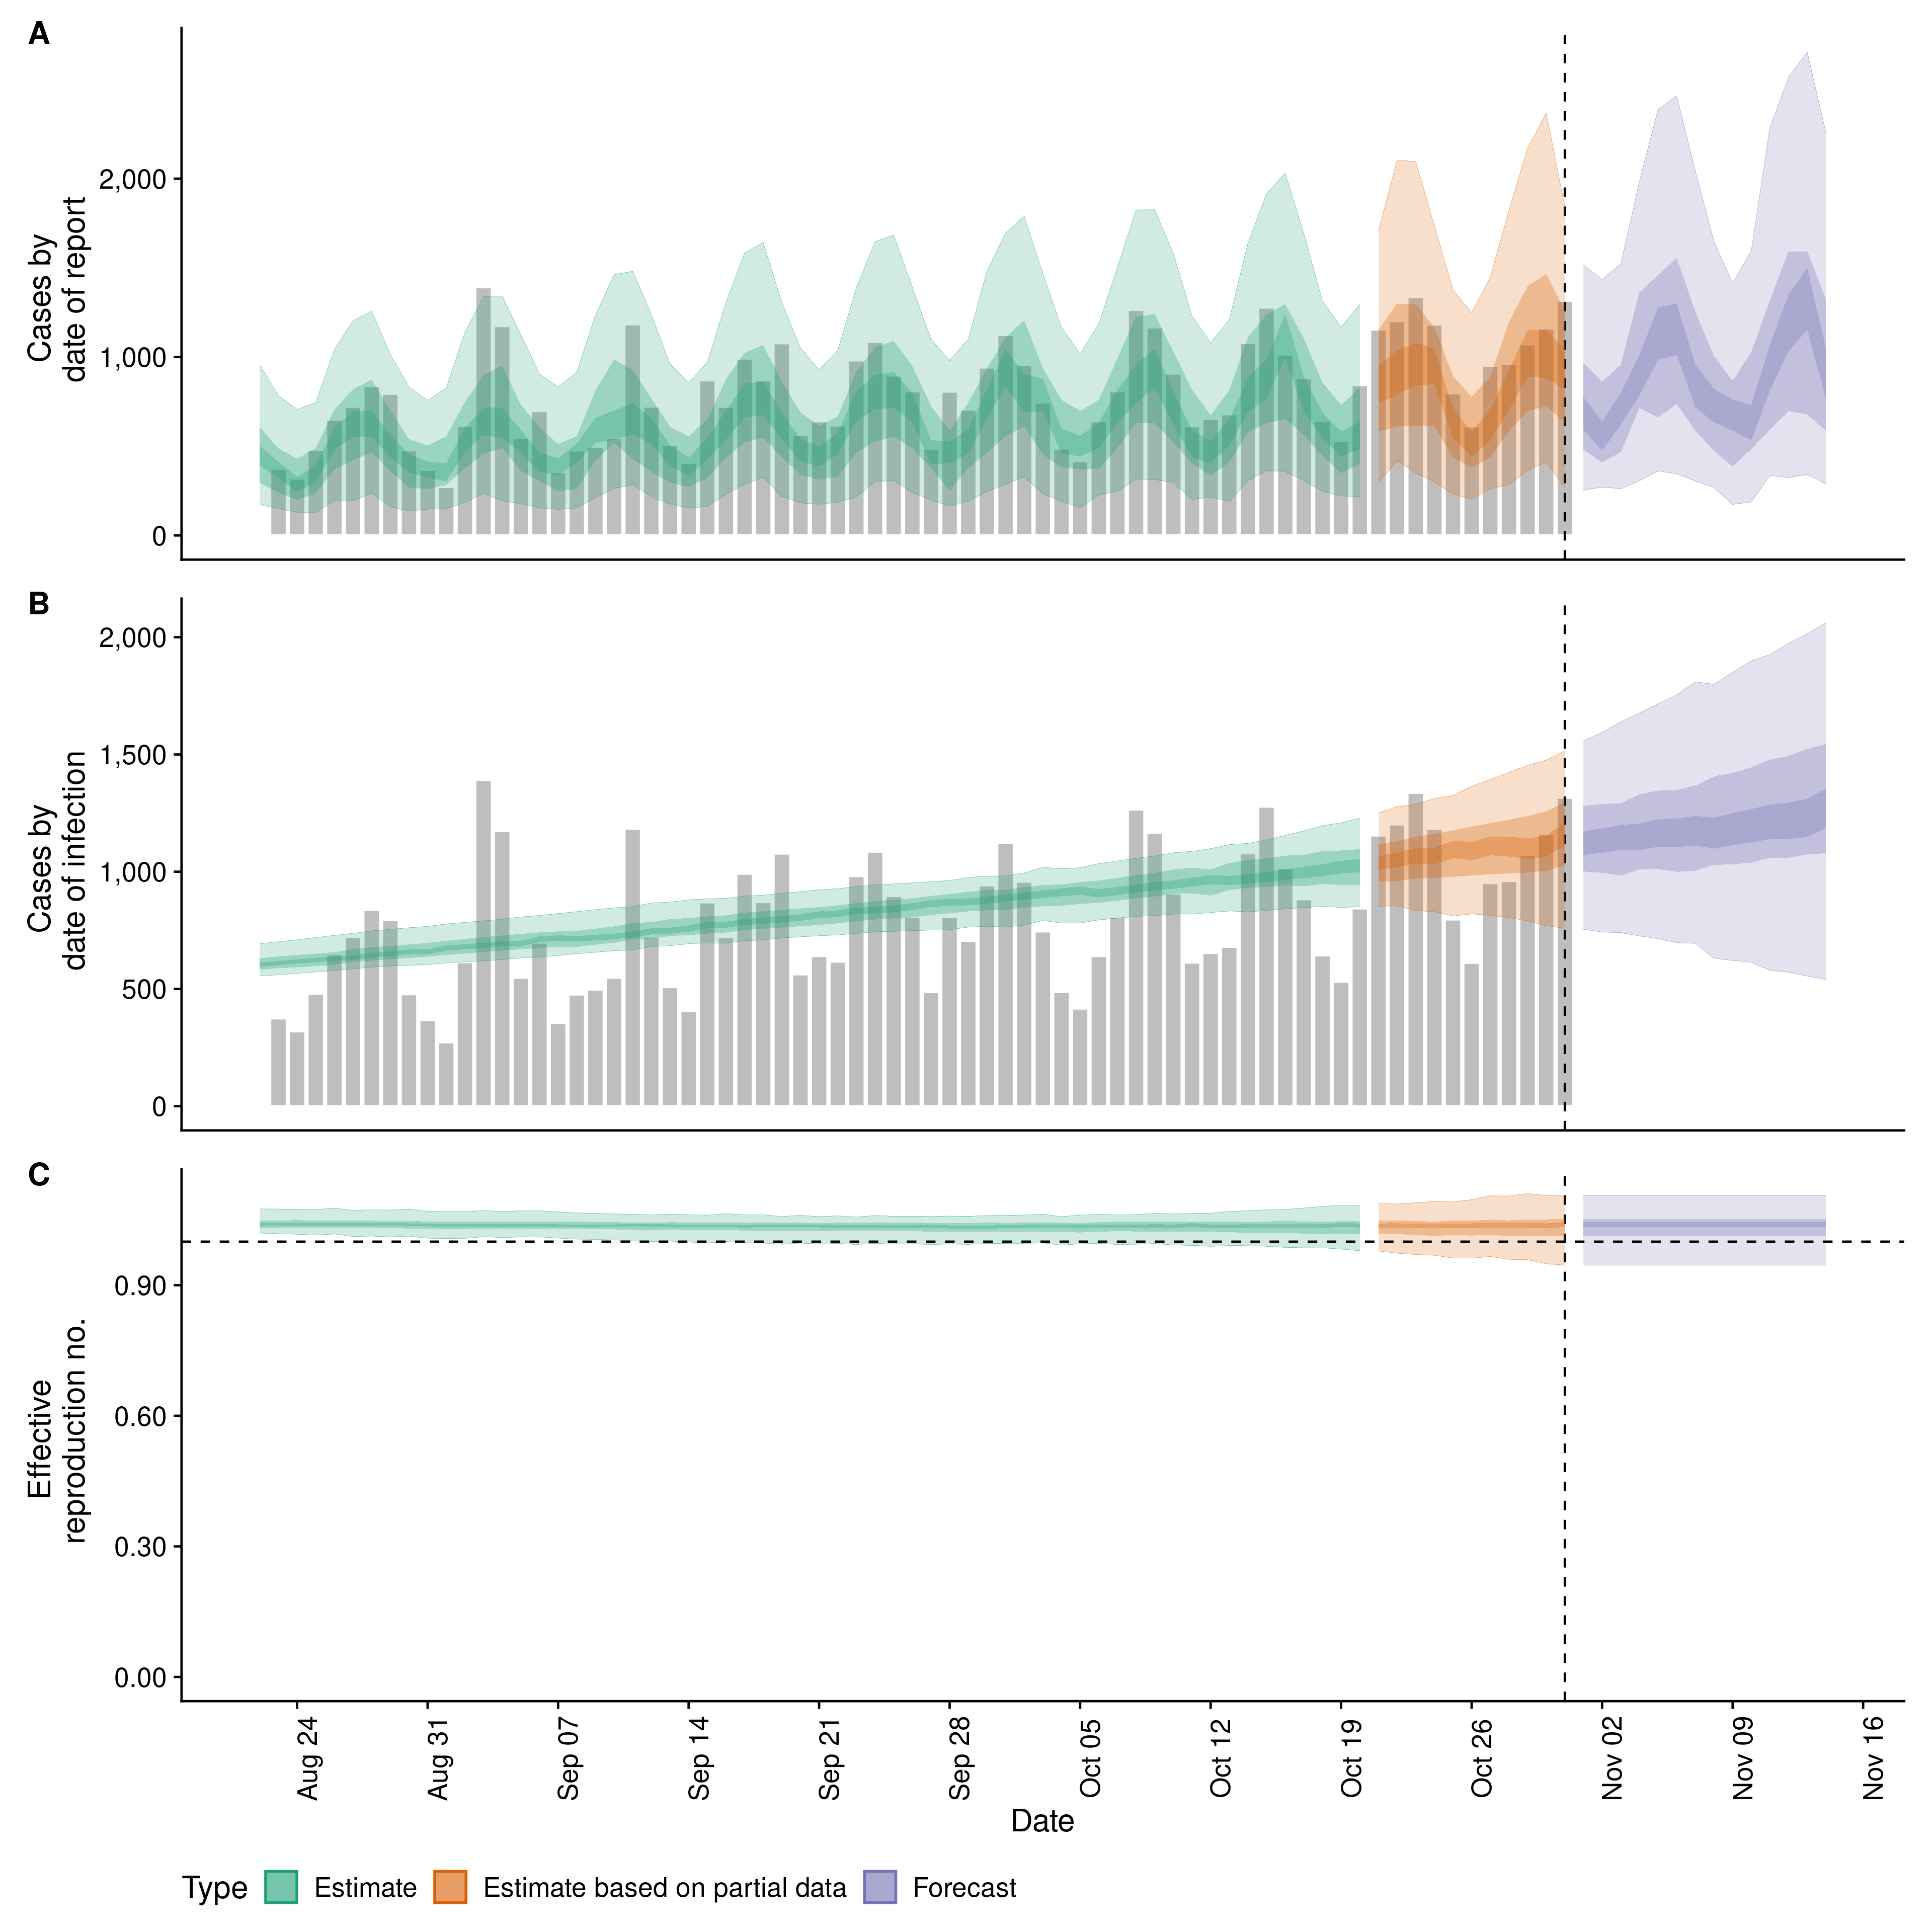 A
Cases by
date of report
2,000
1,000
0
B
Cases by
date of infection
2,000
1,500
1,000
500
0
C
Effective
reproduction no.
0.90
0.60
0.30
0.00
Aug 24
Aug 31
Sep 07
Sep 14
Sep 21
Sep 28
Oct 05
Oct 12
Oct 19
Oct 26
Nov 02
Nov 09
Nov 16
Date
Type Estimate Estimate based on partial data Forecast